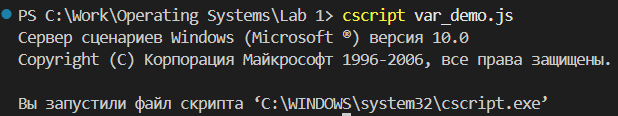 PS C:\Work\Operating Systems\Lab 1> cscript var_demo.js
Сервер сценариев Windows (Microsoft ®) версия 10.0
Copyright (C) Корпорация Майкрософт 1996-2006, все права защищены.
Вы запустили файл скрипта ‘C:\WINDOWS\system32\cscript.exe’